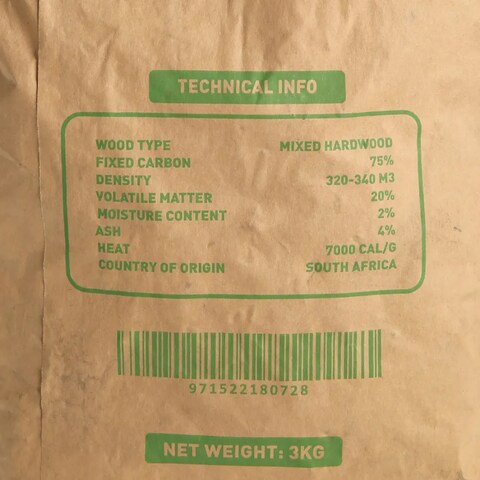 TECHNICAL INFO
WOOD TYPE MIXED HARDWOOD
FIXED CARBON 75%
DENSITY 320-340 M3
VOLATILE MATTER 20%
MOISTURE CONTENT 2%
ASH 4%
HEAT 7000 CAL/G
COUNTRY OF ORIGIN SOUTH AFRICA
971522180728
NET WEIGHT: 3KG